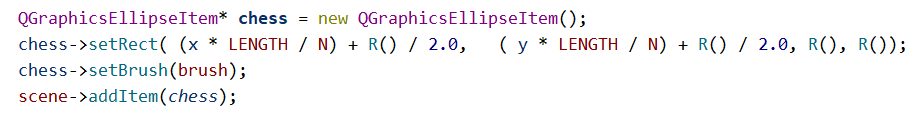 QGraphicsEllipseItem* chess = new QGraphicsEllipseItem();
chess->setRect( (x * LENGTH / N) + R() / 2.0,   ( y * LENGTH / N) + R() / 2.0, R(), R());
chess->setBrush(brush);
scene->addItem(chess);